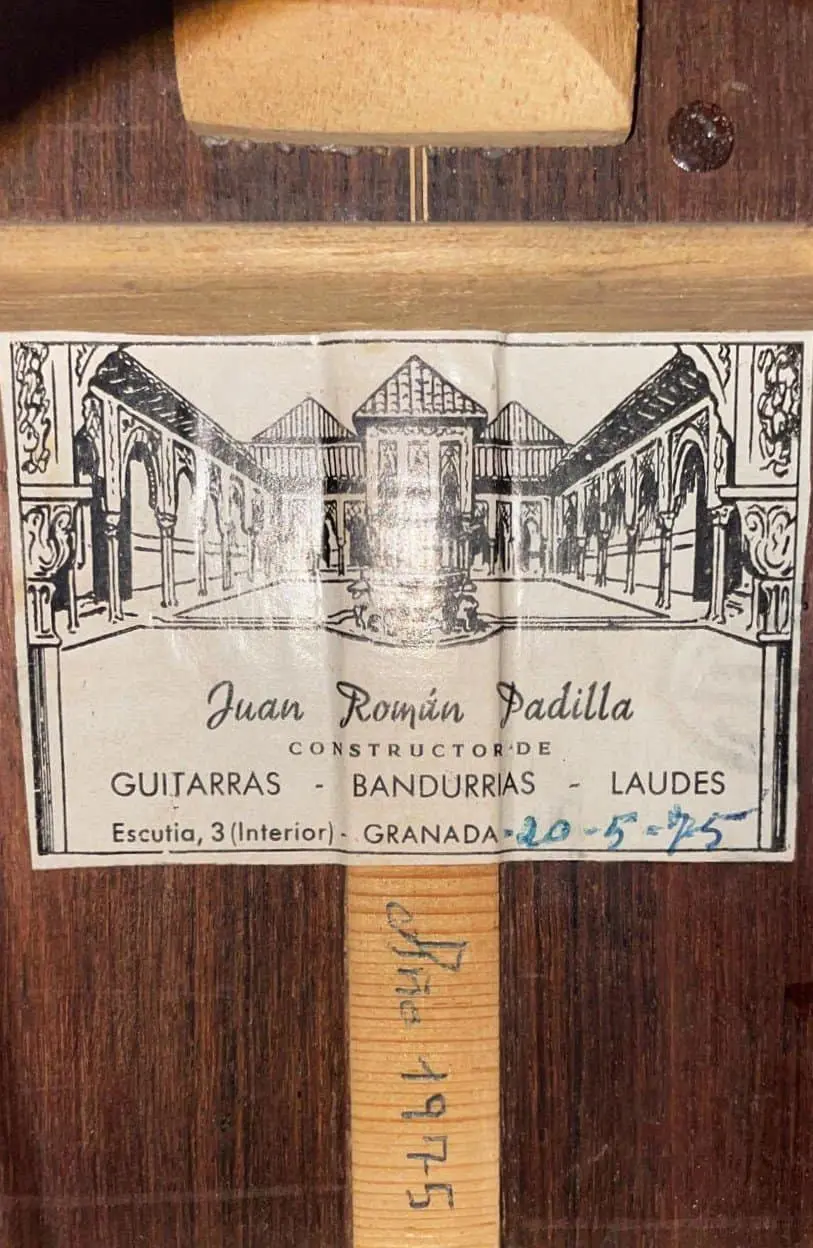 Juan Román Padilla
CONSTRUCTOR DE
GUITARRAS - BANDURRIAS - LAUDES
Escutia, 3 (Interior) - GRANADA - 20 - 5 - 75
Año 1975